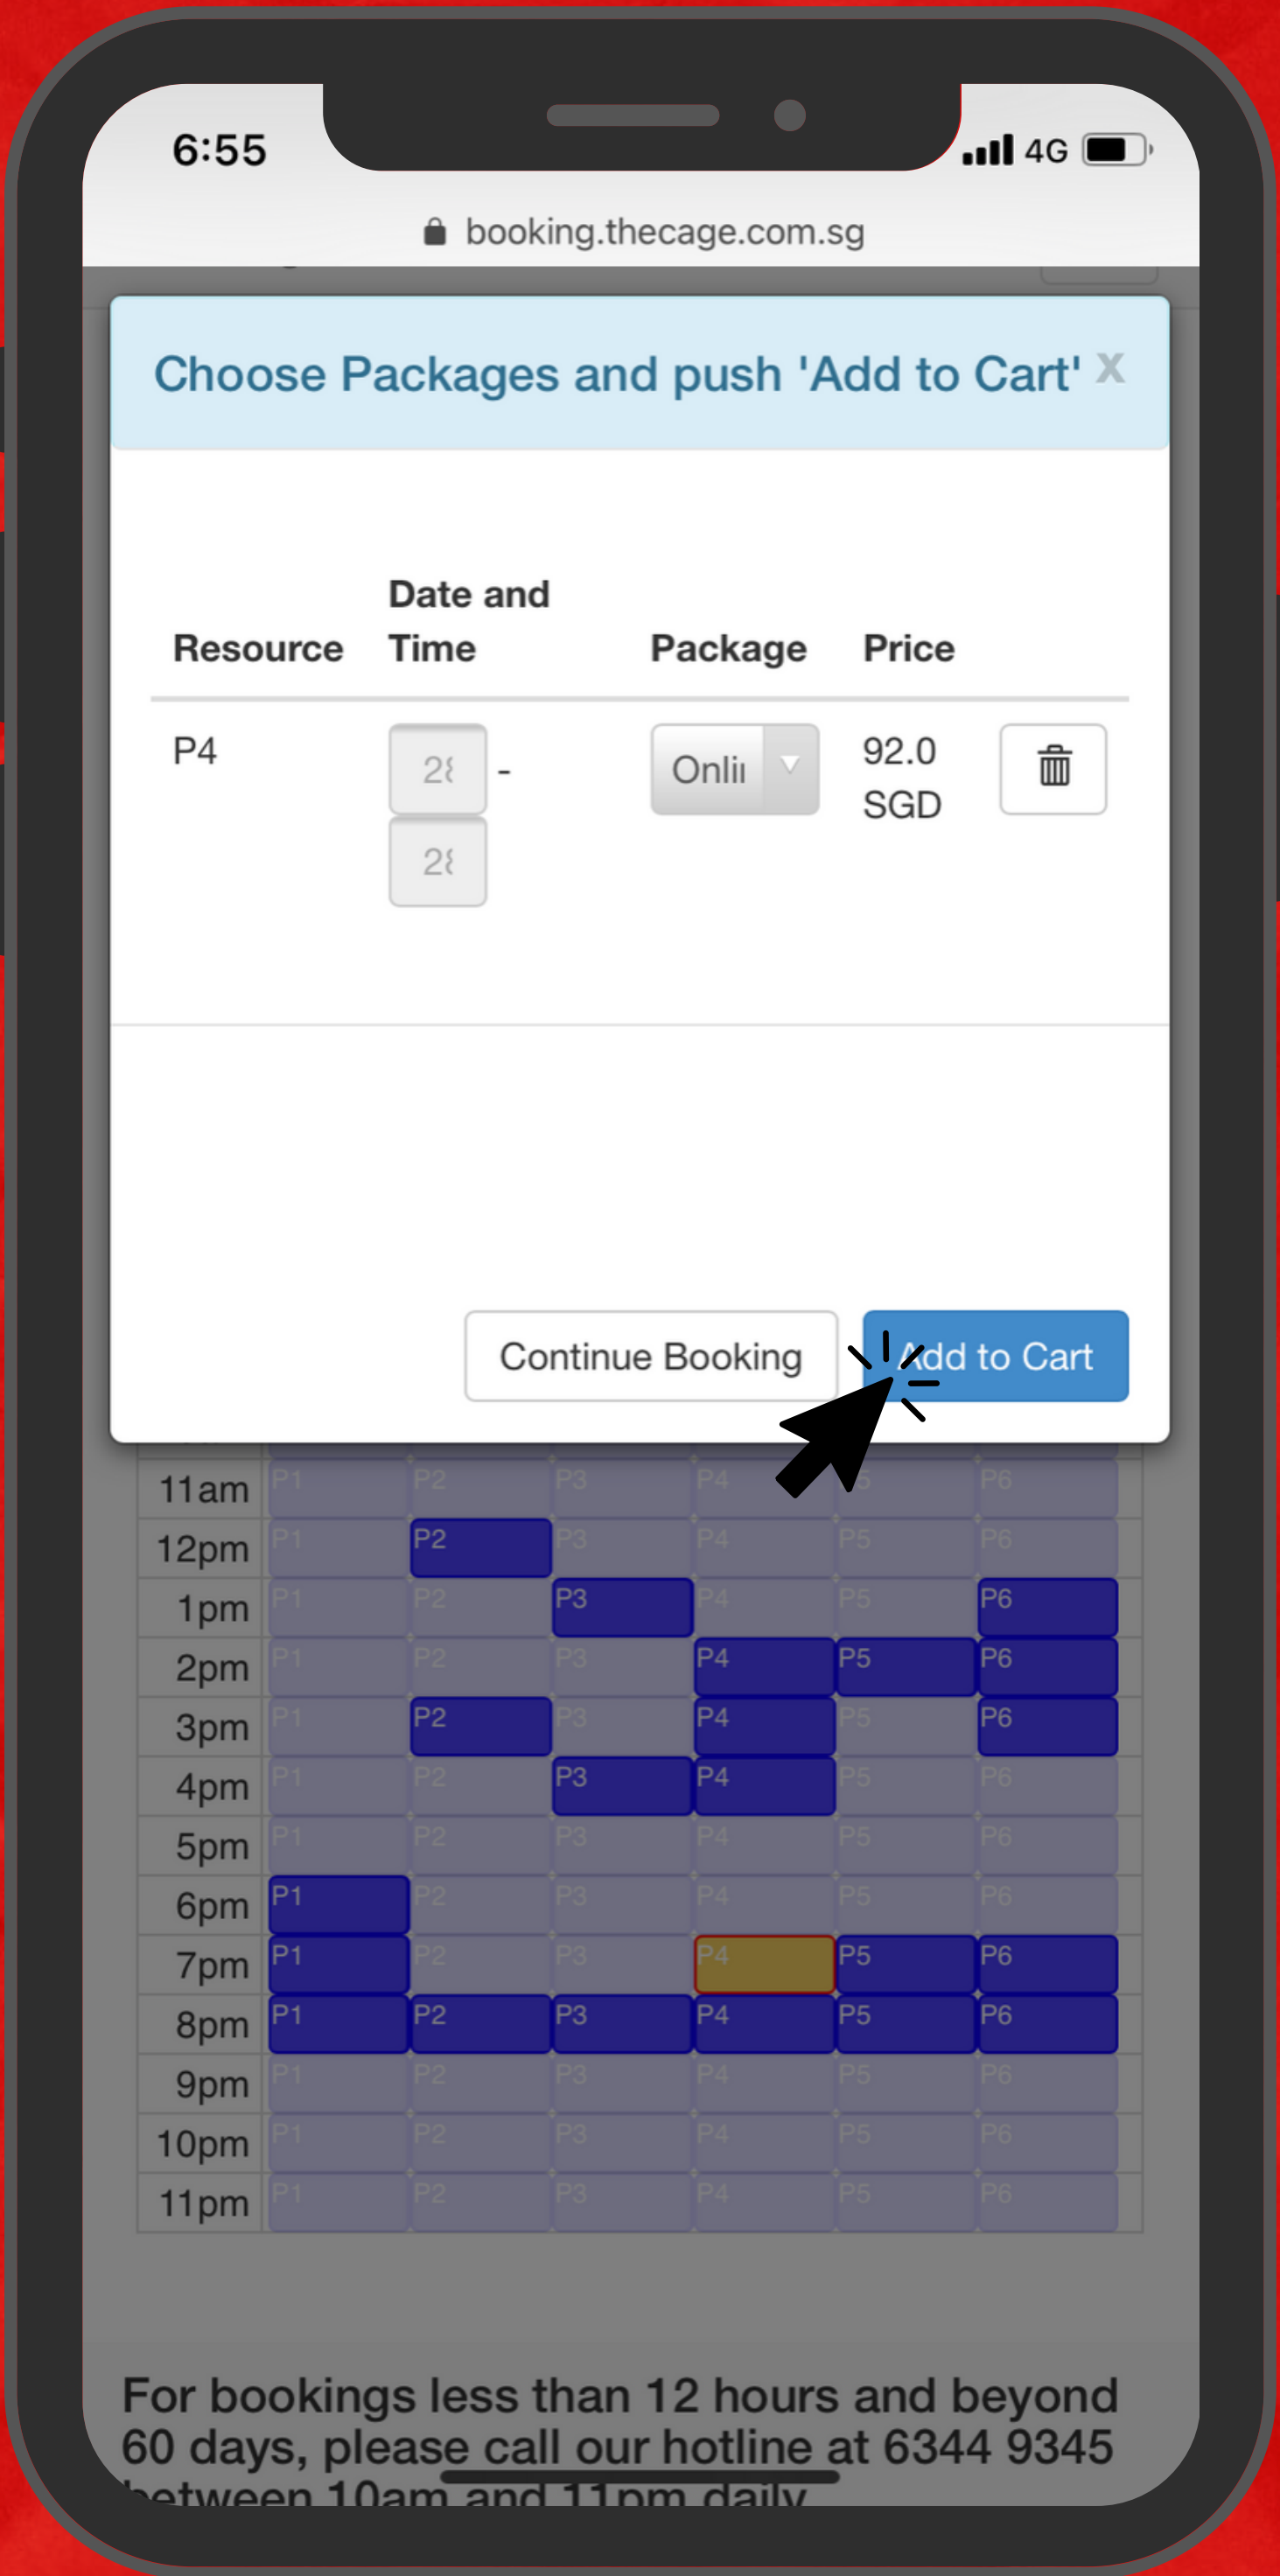 6:55
4G
booking.thecage.com.sg
Choose Packages and push 'Add to Cart' X
Resource Date and Time Package Price
P4 - 92.0 SGD
Continue Booking Add to Cart
11am P1 P2 P3 P4 P6
12pm P1 P2 P3 P4 P5 P6
1pm P1 P2 P3 P4 P5 P6
2pm P1 P2 P3 P4 P5 P6
3pm P1 P2 P3 P4 P5 P6
4pm P1 P2 P3 P4 P5 P6
5pm P1 P2 P3 P4 P5 P6
6pm P1 P2 P3 P4 P5 P6
7pm P1 P2 P3 P4 P5 P6
8pm P1 P2 P3 P4 P5 P6
9pm P1 P2 P3 P4 P5 P6
10pm P1 P2 P3 P4 P5 P6
11pm P1 P2 P3 P4 P5 P6
For bookings less than 12 hours and beyond
60 days, please call our hotline at 6344 9345
between 10am and 11pm daily